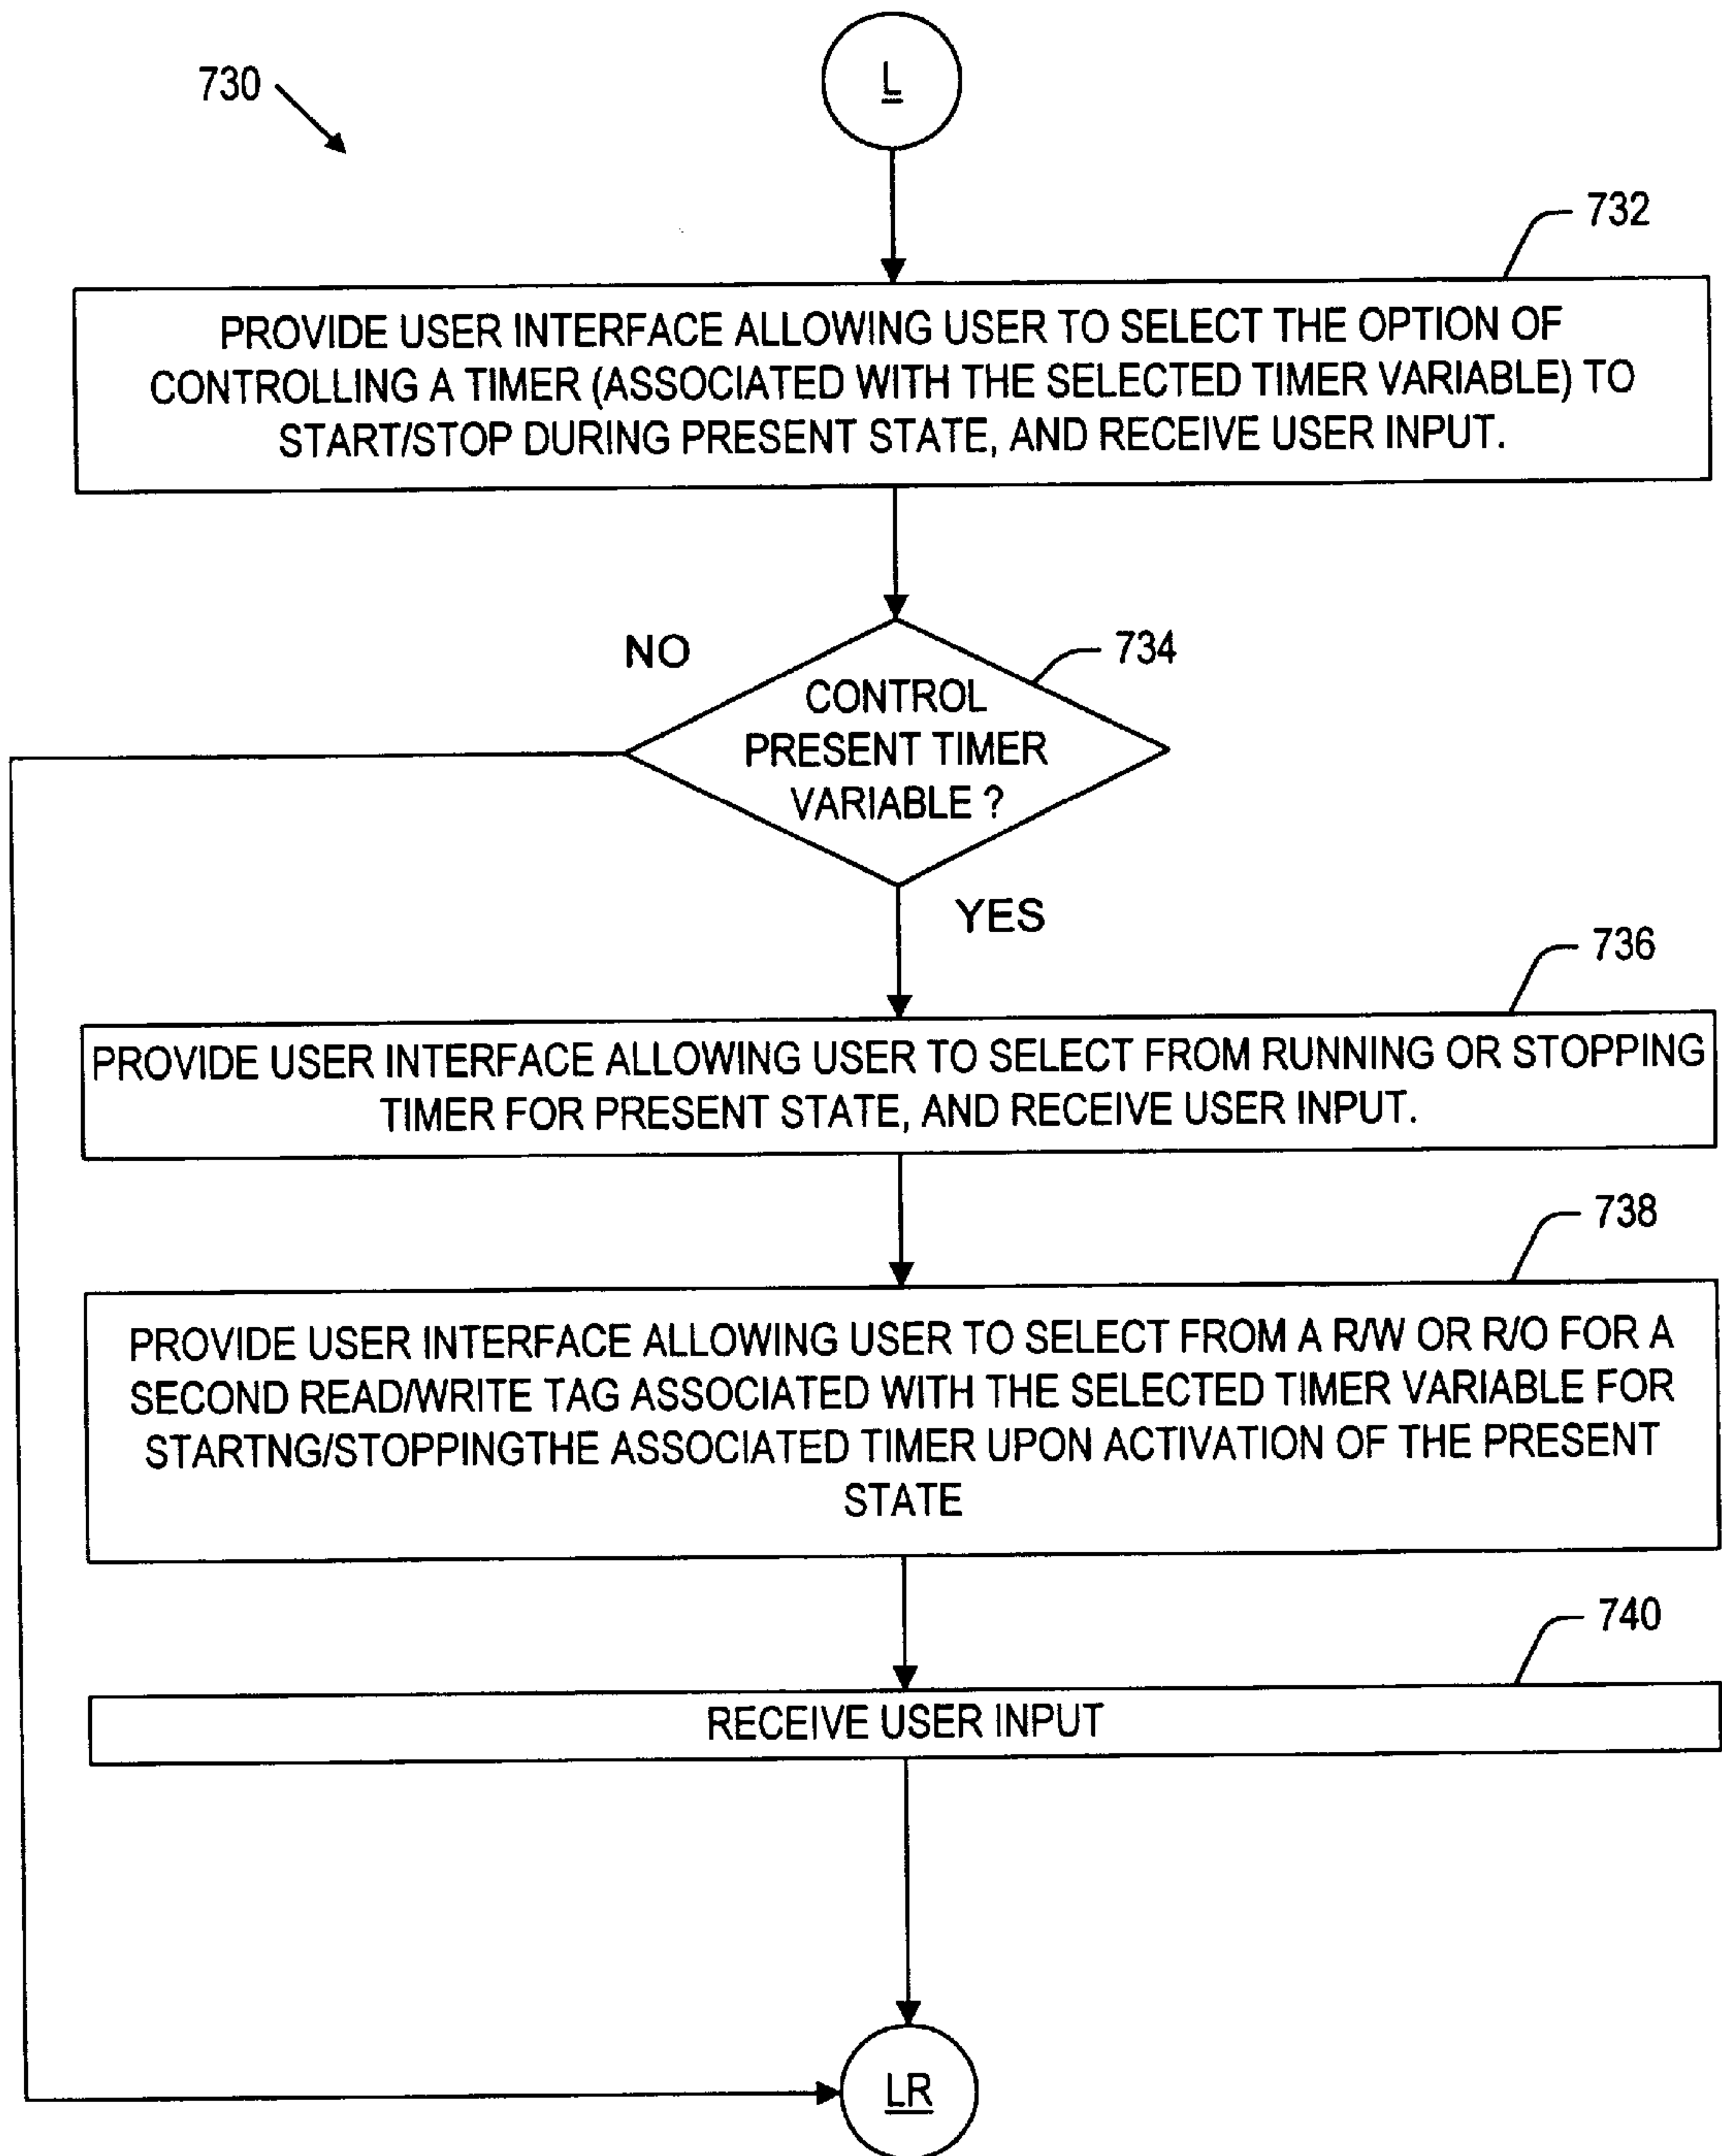 L
730
732
PROVIDE USER INTERFACE ALLOWING USER TO SELECT THE OPTION OF
CONTROLLING A TIMER (ASSOCIATED WITH THE SELECTED TIMER VARIABLE) TO
START/STOP DURING PRESENT STATE, AND RECEIVE USER INPUT.
NO
734
CONTROL
PRESENT TIMER
VARIABLE ?
YES
736
PROVIDE USER INTERFACE ALLOWING USER TO SELECT FROM RUNNING OR STOPPING
TIMER FOR PRESENT STATE, AND RECEIVE USER INPUT.
738
PROVIDE USER INTERFACE ALLOWING USER TO SELECT FROM A R/W OR R/O FOR A
SECOND READ/WRITE TAG ASSOCIATED WITH THE SELECTED TIMER VARIABLE FOR
STARTNG/STOPPINGTHE ASSOCIATED TIMER UPON ACTIVATION OF THE PRESENT
STATE
740
RECEIVE USER INPUT
LR